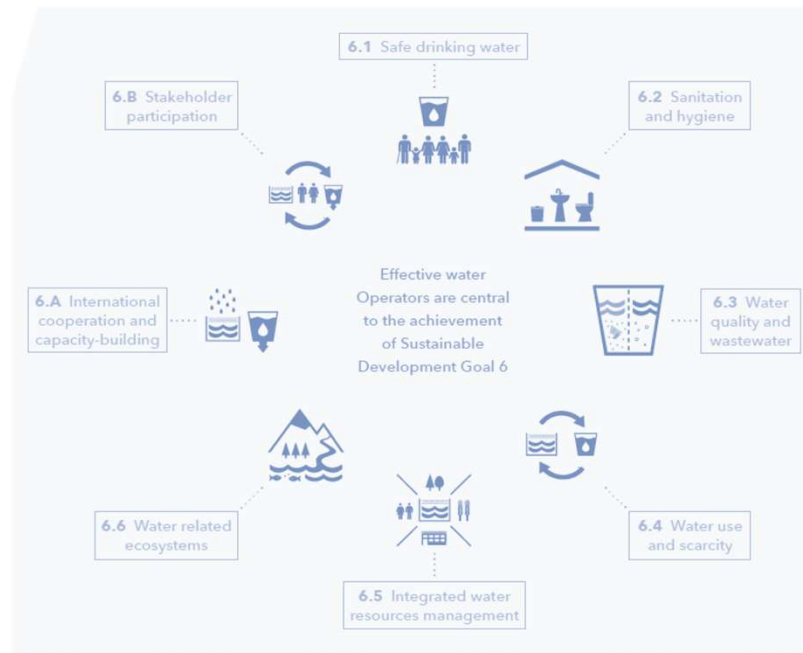 6.1 Safe drinking water
6.B Stakeholder
participation
6.2 Sanitation
and hygiene
Effective water
Operators are central
to the achievement
of Sustainable
Development Goal 6
6.A International
cooperation and
capacity-building
6.3 Water
quality and
wastewater
6.6 Water related
ecosystems
6.4 Water use
and scarcity
6.5 Integrated water
resources management